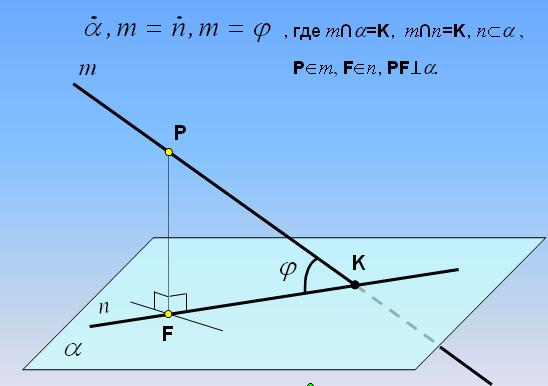 α̂, m = n̂, m = φ , где m∩α=K, m∩n=K, n⊂α ,
m
P∈m, F∈n, PF⊥α.
P
K
φ
n
F
α